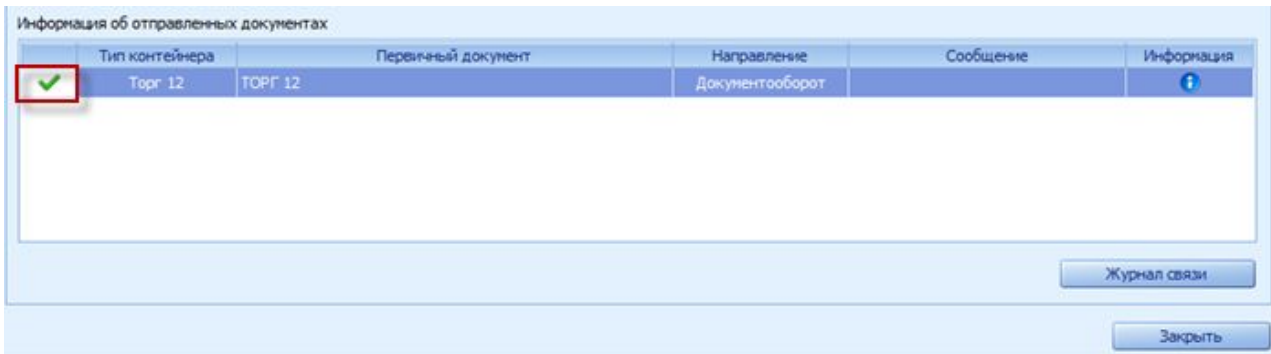 Информация об отправленных документах
Тип контейнера Первичный документ Направление Сообщение Информация
Торг 12 ТОРГ 12 Документооборот
Журнал связи
Закрыть